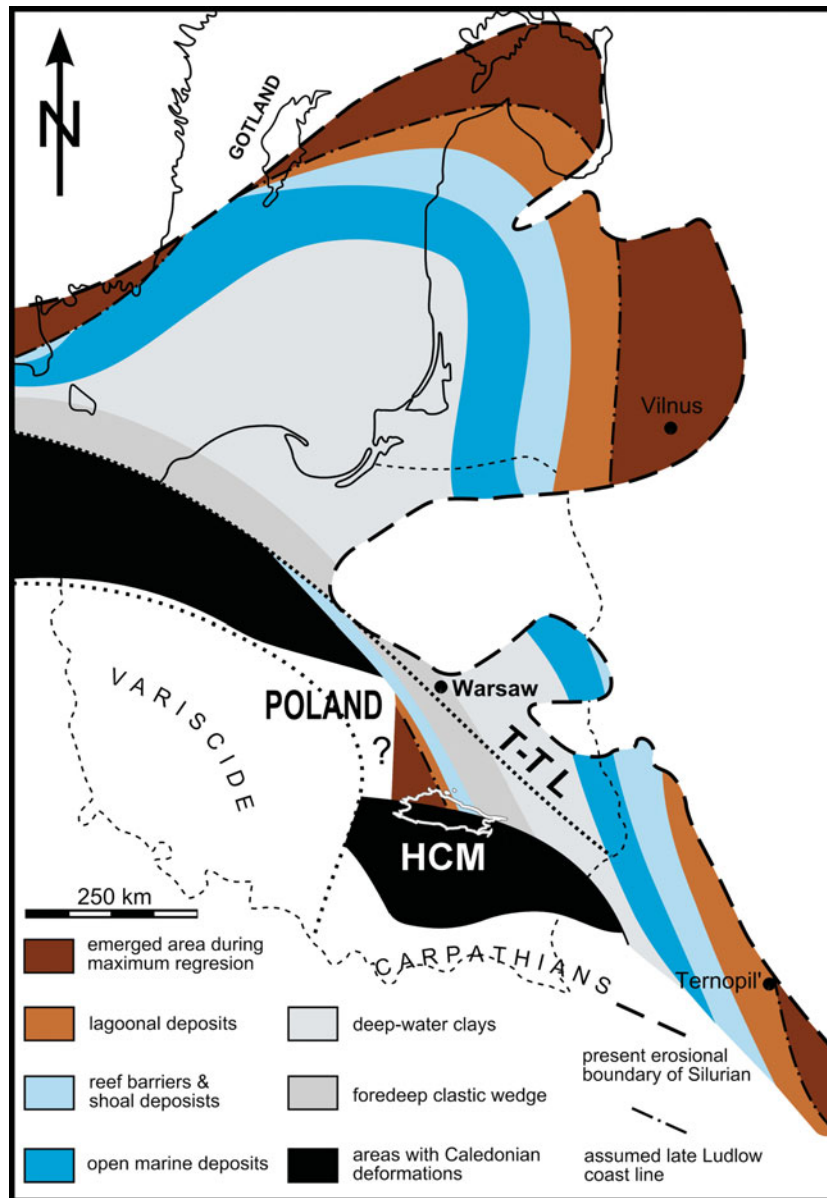 N
GOTLAND
Vilnus
Warsaw
POLAND
?
VARISCIDE
T-TL
HCM
250 km
CARPATHIANS
Ternopil'
emerged area during
maximum regresion
lagoonal deposits
reef barriers &
shoal deposists
open marine deposits
deep-water clays
foredeep clastic wedge
areas with Caledonian
deformations
present erosional
boundary of Silurian
assumed late Ludlow
coast line